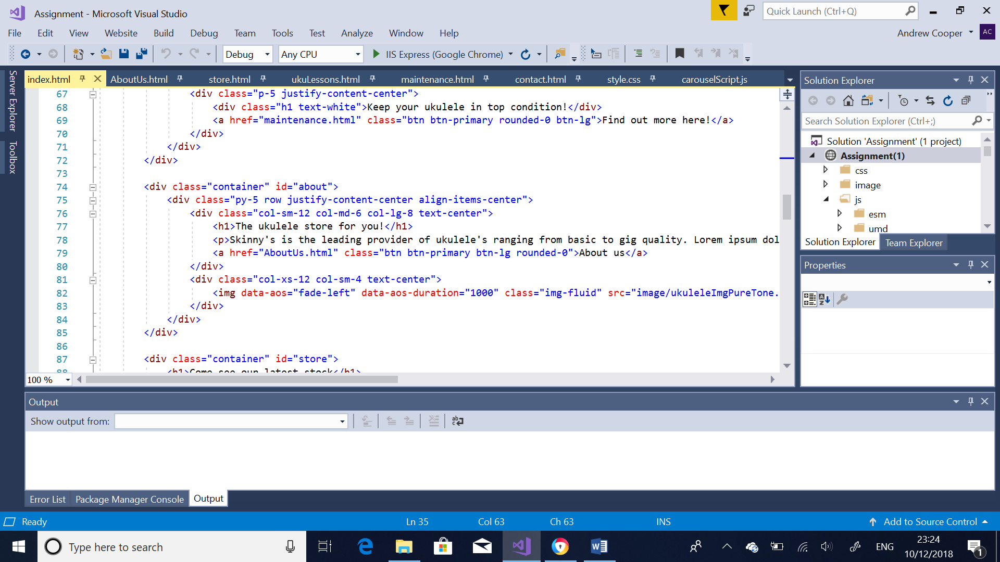 Assignment - Microsoft Visual Studio
Quick Launch (Ctrl+Q)
File Edit View Website Build Debug Team Tools Test Analyze Window Help
Andrew Cooper AC
Debug Any CPU IIS Express (Google Chrome)
Server Explorer
Toolbox
index.html AboutUs.html store.html ukuLessons.html maintenance.html contact.html style.css carouselScript.js
67 <div class="p-5 justify-content-center">
68 <div class="h1 text-white">Keep your ukulele in top condition!</div>
69 <a href="maintenance.html" class="btn btn-primary rounded-0 btn-lg">Find out more here!</a>
70 </div>
71 </div>
72 </div>
73
74 <div class="container" id="about">
75 <div class="py-5 row justify-content-center align-items-center">
76 <div class="col-sm-12 col-md-6 col-lg-8 text-center">
77 <h1>The ukulele store for you!</h1>
78 <p>Skinny's is the leading provider of ukulele's ranging from basic to gig quality. Lorem ipsum dol
79 <a href="AboutUs.html" class="btn btn-primary btn-lg rounded-0">About us</a>
80 </div>
81 <div class="col-xs-12 col-sm-4 text-center">
82 <img data-aos="fade-left" data-aos-duration="1000" class="img-fluid" src="image/ukuleleImgPureTone.
83 </div>
84 </div>
85 </div>
86
87 <div class="container" id="store">
88 <h1>Come see our latest stock</h1>
100 %
Solution Explorer
Search Solution Explorer (Ctrl+;)
Solution 'Assignment' (1 project)
Assignment(1)
css
image
js
esm
umd
Solution Explorer Team Explorer
Properties
Output
Show output from:
Error List Package Manager Console Output
Ready Ln 35 Col 63 Ch 63 INS Add to Source Control
Type here to search
ENG
23:24
10/12/2018
1